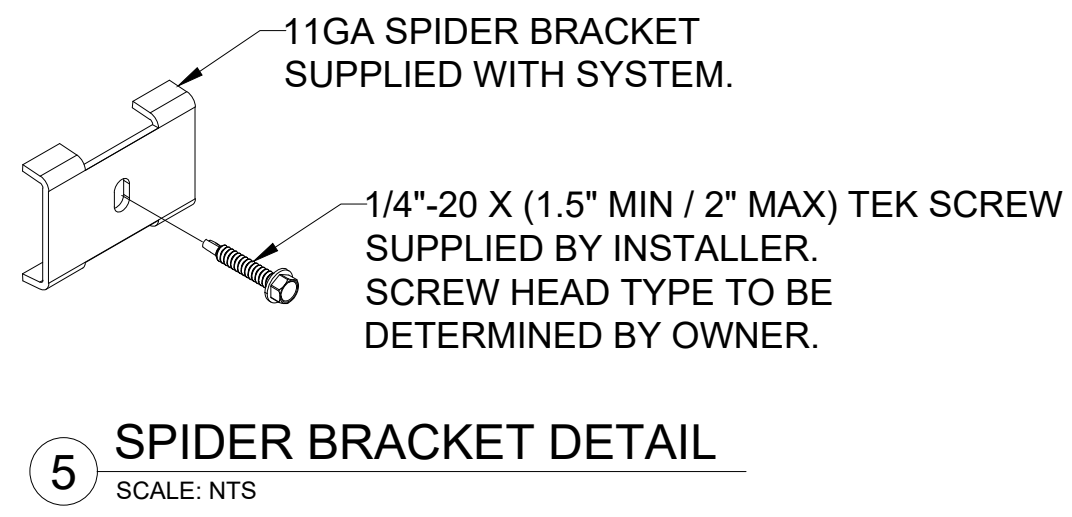 11GA SPIDER BRACKET
SUPPLIED WITH SYSTEM.
1/4"-20 X (1.5" MIN / 2" MAX) TEK SCREW
SUPPLIED BY INSTALLER.
SCREW HEAD TYPE TO BE
DETERMINED BY OWNER.
5
SPIDER BRACKET DETAIL
SCALE: NTS